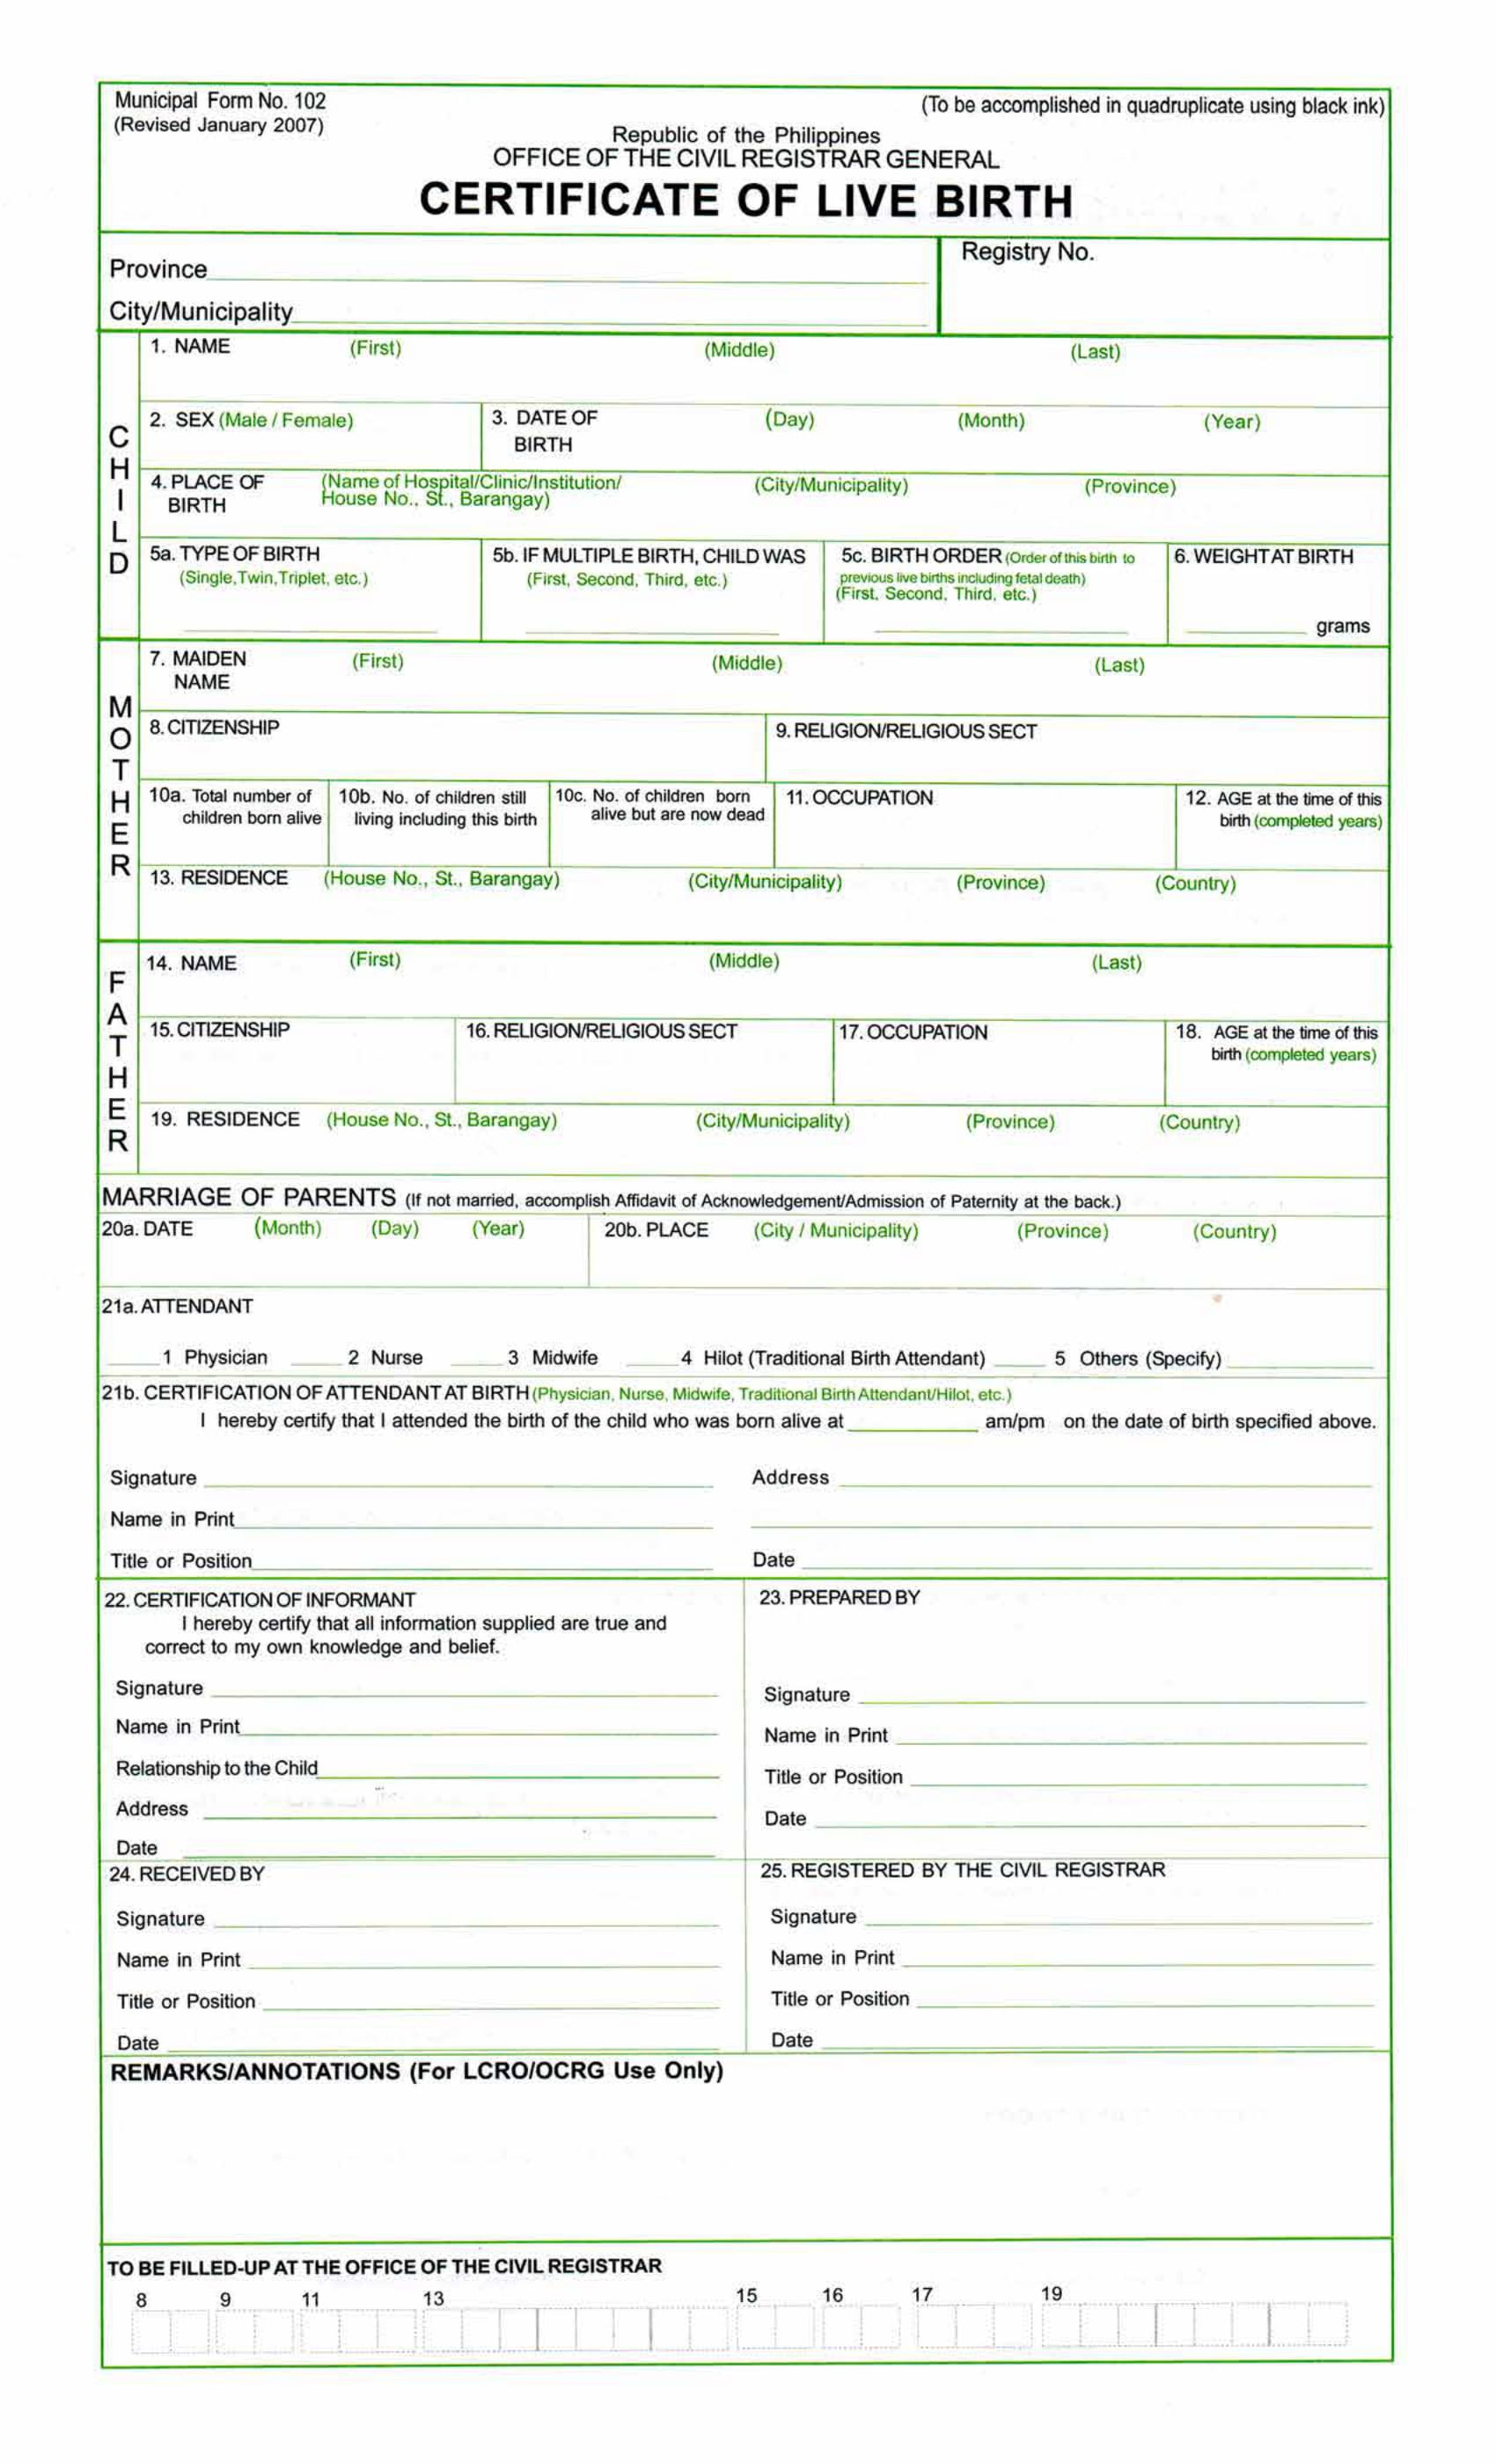 Municipal Form No. 102
(To be accomplished in quadruplicate using black ink)
(Revised January 2007)
Republic of the Philippines
OFFICE OF THE CIVIL REGISTRAR GENERAL
CERTIFICATE OF LIVE BIRTH
Province
Registry No.
City/Municipality
CHILD
1. NAME (First) (Middle) (Last)
2. SEX (Male / Female)
3. DATE OF BIRTH (Day) (Month) (Year)
4. PLACE OF BIRTH (Name of Hospital/Clinic/Institution/
House No., St., Barangay) (City/Municipality) (Province)
5a. TYPE OF BIRTH
(Single,Twin,Triplet, etc.)
5b. IF MULTIPLE BIRTH, CHILD WAS
(First, Second, Third, etc.)
5c. BIRTH ORDER (Order of this birth to
previous live births including fetal death)
(First, Second, Third, etc.)
6. WEIGHT AT BIRTH
grams
MOTHER
7. MAIDEN NAME (First) (Middle) (Last)
8. CITIZENSHIP
9. RELIGION/RELIGIOUS SECT
10a. Total number of
children born alive
10b. No. of children still
living including this birth
10c. No. of children born
alive but are now dead
11. OCCUPATION
12. AGE at the time of this
birth (completed years)
13. RESIDENCE (House No., St., Barangay) (City/Municipality) (Province) (Country)
FATHER
14. NAME (First) (Middle) (Last)
15. CITIZENSHIP
16. RELIGION/RELIGIOUS SECT
17. OCCUPATION
18. AGE at the time of this
birth (completed years)
19. RESIDENCE (House No., St., Barangay) (City/Municipality) (Province) (Country)
MARRIAGE OF PARENTS (If not married, accomplish Affidavit of Acknowledgement/Admission of Paternity at the back.)
20a. DATE (Month) (Day) (Year)
20b. PLACE (City / Municipality) (Province) (Country)
21a. ATTENDANT
1 Physician 2 Nurse 3 Midwife 4 Hilot (Traditional Birth Attendant) 5 Others (Specify)
21b. CERTIFICATION OF ATTENDANT AT BIRTH (Physician, Nurse, Midwife, Traditional Birth Attendant/Hilot, etc.)
I hereby certify that I attended the birth of the child who was born alive at am/pm on the date of birth specified above.
Signature
Address
Name in Print
Title or Position
Date
22. CERTIFICATION OF INFORMANT
I hereby certify that all information supplied are true and
correct to my own knowledge and belief.
Signature
Name in Print
Relationship to the Child
Address
Date
23. PREPARED BY
Signature
Name in Print
Title or Position
Date
24. RECEIVED BY
Signature
Name in Print
Title or Position
Date
25. REGISTERED BY THE CIVIL REGISTRAR
Signature
Name in Print
Title or Position
Date
REMARKS/ANNOTATIONS (For LCRO/OCRG Use Only)
TO BE FILLED-UP AT THE OFFICE OF THE CIVIL REGISTRAR
8 9 11 13 15 16 17 19